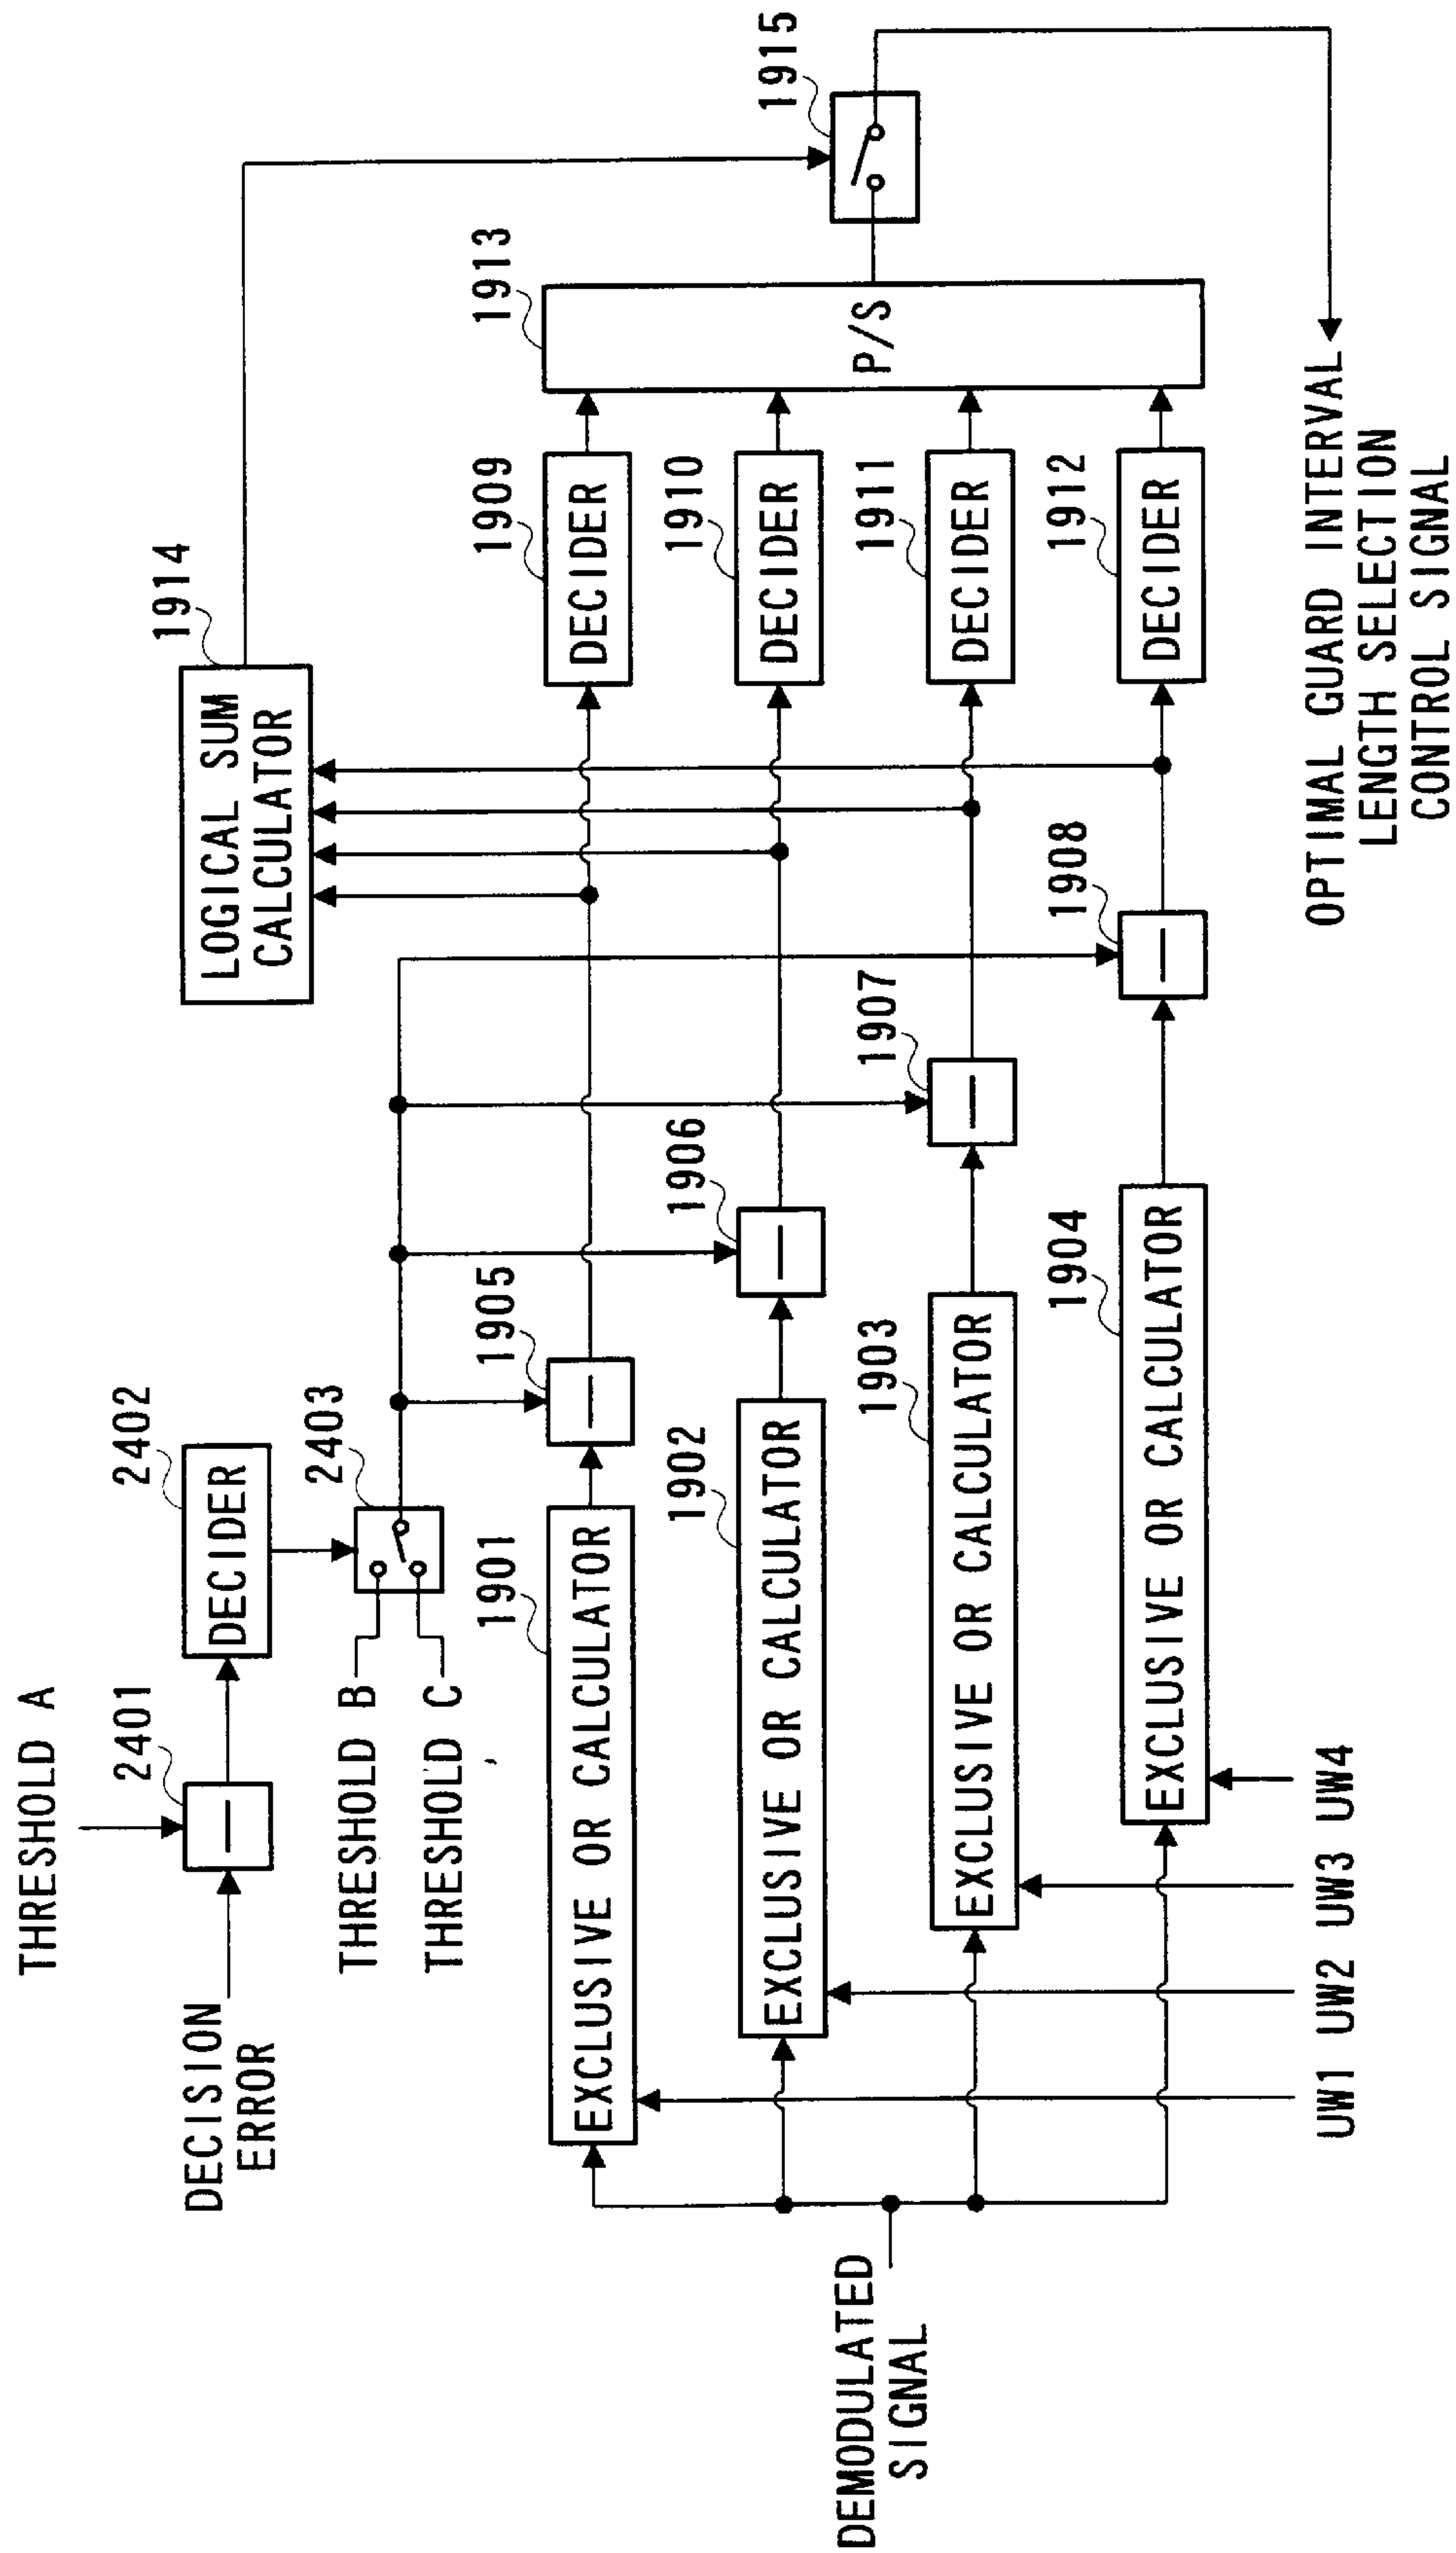 THRESHOLD A
2401
2402
DECIDER
DECISION
ERROR
2403
THRESHOLD B
THRESHOLD C
1914
LOGICAL SUM
CALCULATOR
1901
EXCLUSIVE OR CALCULATOR
1905
1909
DECIDER
1913
P/S
1915
1902
EXCLUSIVE OR CALCULATOR
1906
1910
DECIDER
1903
EXCLUSIVE OR CALCULATOR
1907
1911
DECIDER
1904
EXCLUSIVE OR CALCULATOR
1908
1912
DECIDER
DEMODULATED
SIGNAL
UW1 UW2 UW3 UW4
OPTIMAL GUARD INTERVAL
LENGTH SELECTION
CONTROL SIGNAL